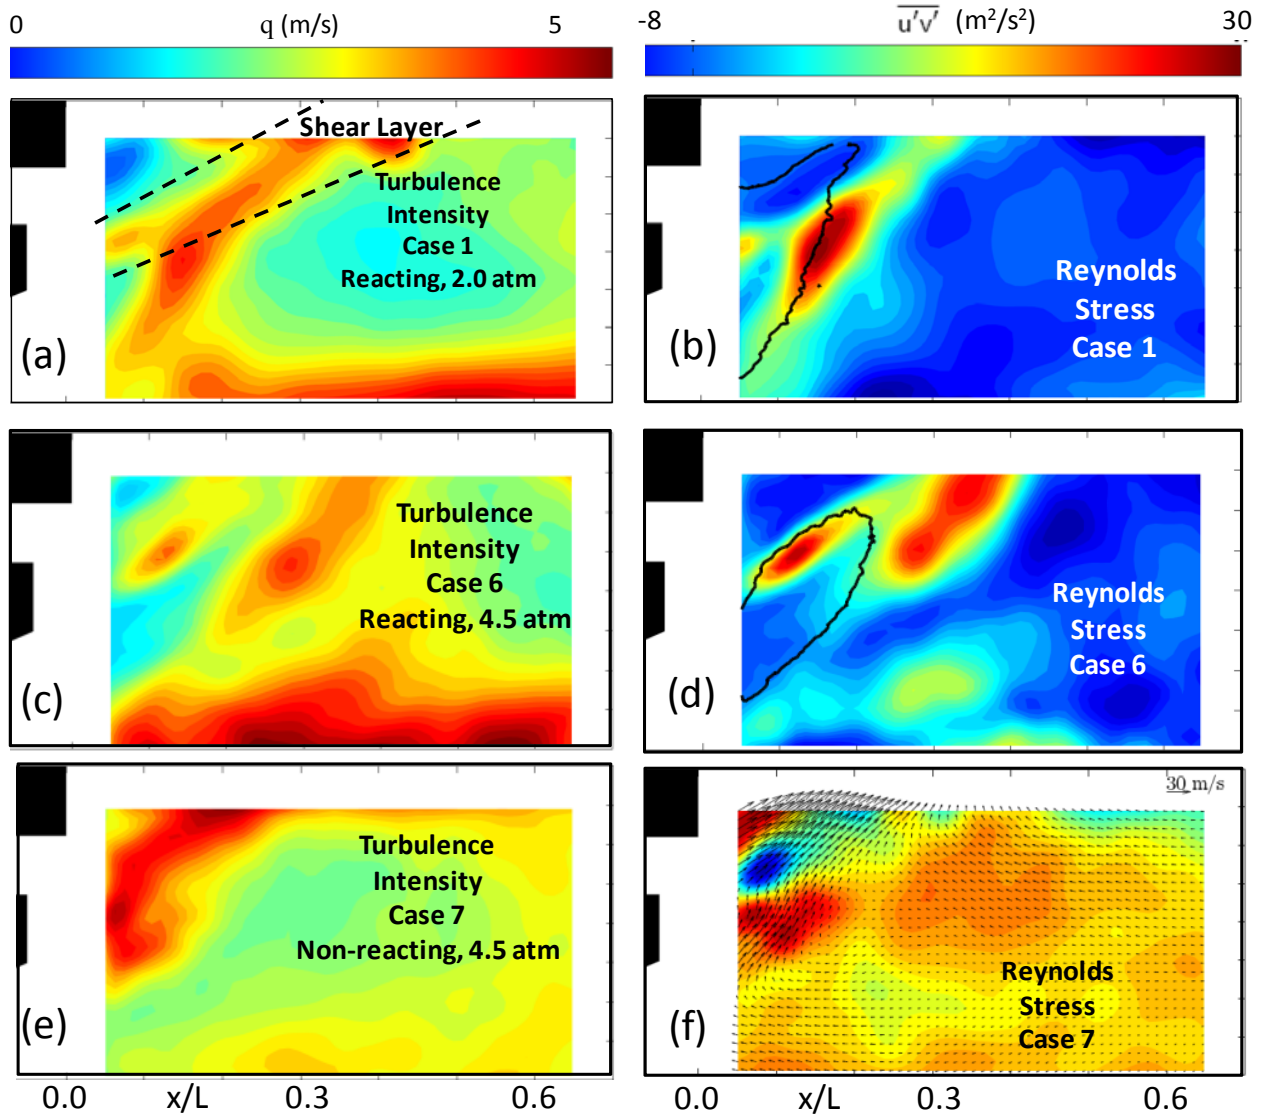 0 q (m/s) 5
-8 u'v' (m²/s²) 30
Shear Layer
Turbulence
Intensity
Case 1
Reacting, 2.0 atm
(a)
Reynolds
Stress
Case 1
(b)
Turbulence
Intensity
Case 6
Reacting, 4.5 atm
(c)
Reynolds
Stress
Case 6
(d)
Turbulence
Intensity
Case 7
Non-reacting, 4.5 atm
(e)
30 m/s
Reynolds
Stress
Case 7
(f)
0.0 x/L 0.3 0.6
0.0 x/L 0.3 0.6